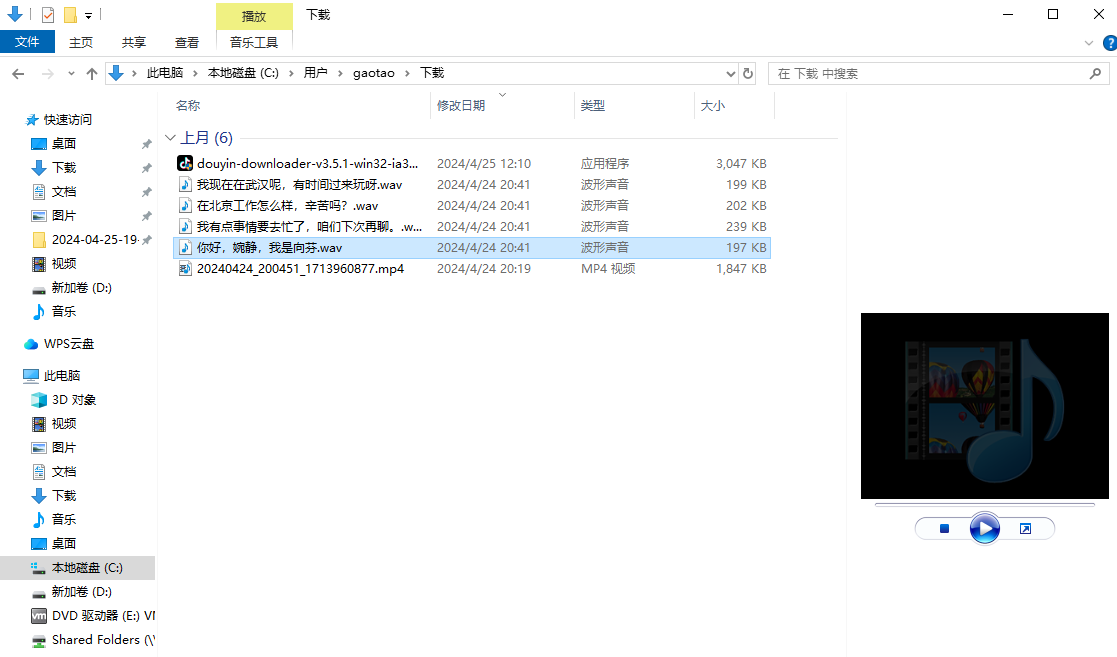 播放 下载
文件 主页 共享 查看 音乐工具
此电脑 本地磁盘 (C:) 用户 gaotao 下载
在 下载 中搜索
名称 修改日期 类型 大小
上月 (6)
douyin-downloader-v3.5.1-win32-ia3... 2024/4/25 12:10 应用程序 3,047 KB
我现在在武汉呢，有时间过来玩呀.wav 2024/4/24 20:41 波形声音 199 KB
在北京工作怎么样，辛苦吗？.wav 2024/4/24 20:41 波形声音 202 KB
我有点事情要去忙了，咱们下次再聊。.w... 2024/4/24 20:41 波形声音 239 KB
你好，婉静，我是向芬.wav 2024/4/24 20:41 波形声音 197 KB
20240424_200451_1713960877.mp4 2024/4/24 20:19 MP4 视频 1,847 KB
快速访问
桌面
下载
文档
图片
2024-04-25-19-
视频
新加卷 (D:)
音乐
WPS云盘
此电脑
3D 对象
视频
图片
文档
下载
音乐
桌面
本地磁盘 (C:)
新加卷 (D:)
vm DVD 驱动器 (E:) VM
Shared Folders (\\